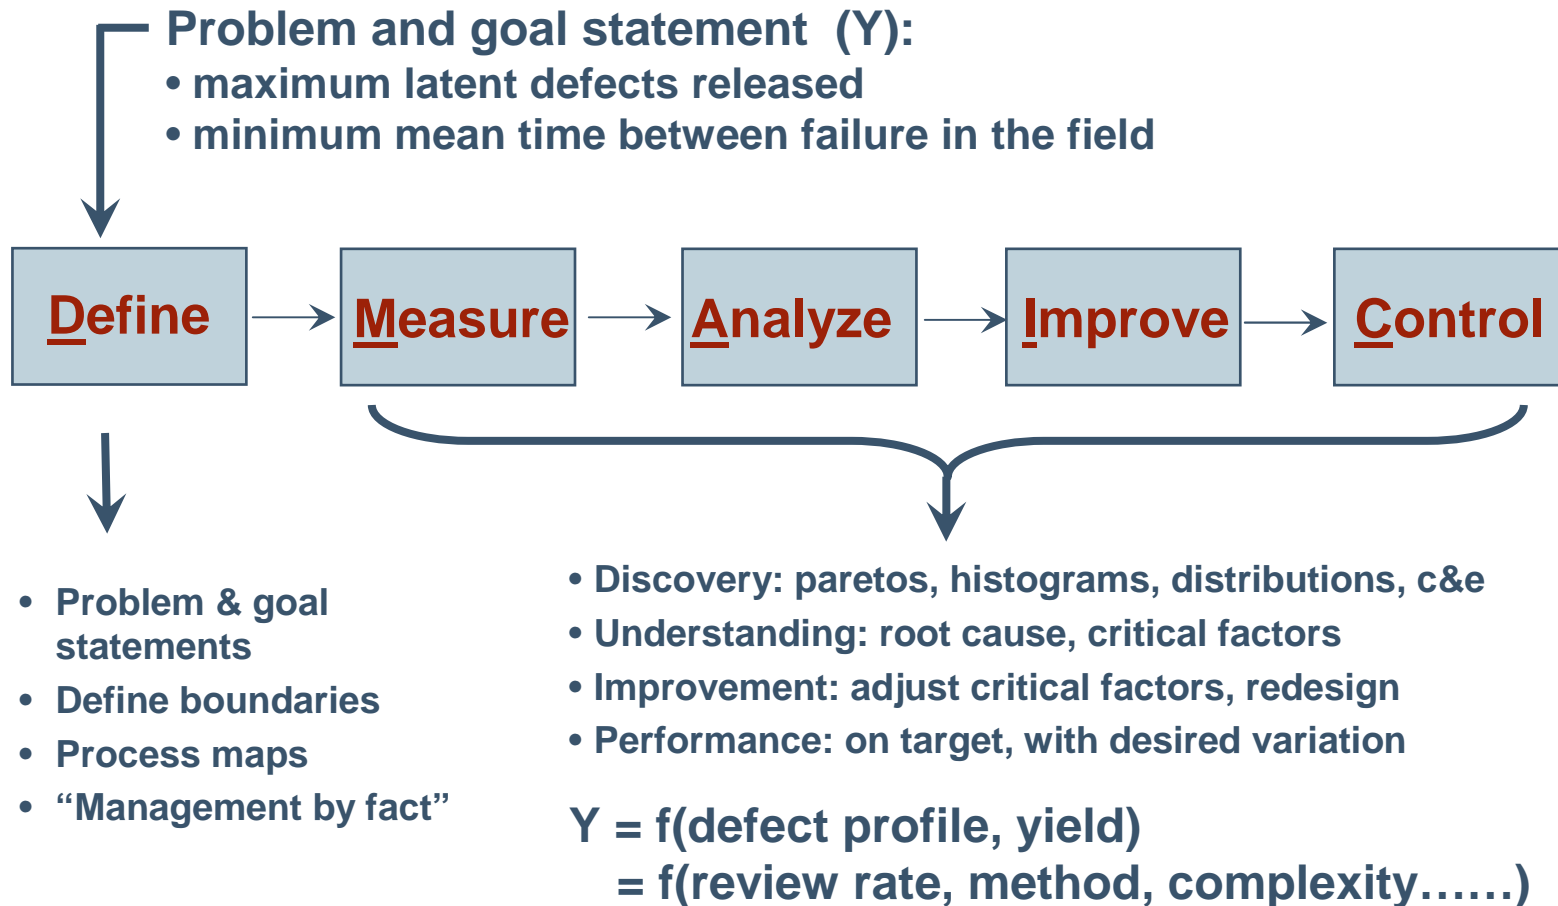 Problem and goal statement (Y):
• maximum latent defects released
• minimum mean time between failure in the field
Define
Measure
Analyze
Improve
Control
• Problem & goal
statements
• Define boundaries
• Process maps
• “Management by fact”
• Discovery: paretos, histograms, distributions, c&e
• Understanding: root cause, critical factors
• Improvement: adjust critical factors, redesign
• Performance: on target, with desired variation
Y = f(defect profile, yield)
= f(review rate, method, complexity……)